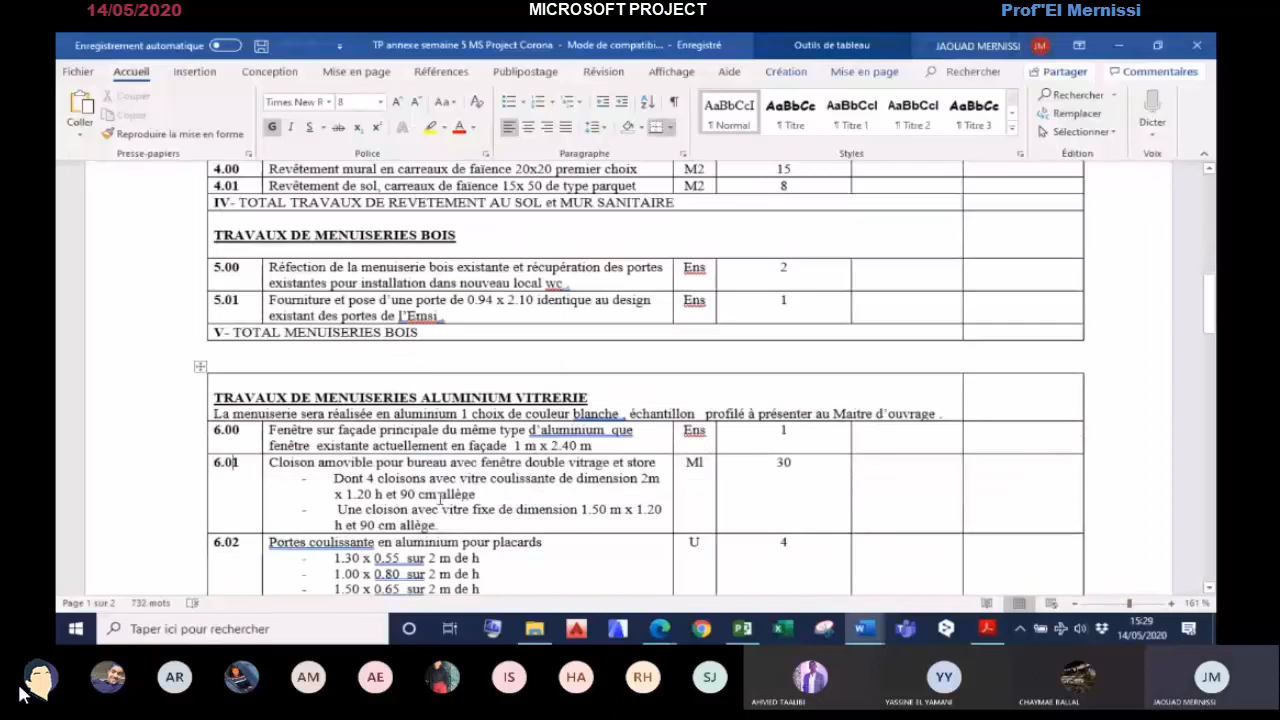 14/05/2020
MICROSOFT PROJECT
Prof"El Mernissi
Enregistrement automatique
TP annexe semaine 5 MS Project Corona - Mode de compatibi... - Enregistré
Outils de tableau
JAOUAD MERNISSI
JM
Fichier
Accueil
Insertion
Conception
Mise en page
Références
Publipostage
Révision
Affichage
Aide
Création
Mise en page
Rechercher
Partager
Commentaires
Coller
Couper
Copier
Reproduire la mise en forme
Presse-papiers
Times New R
8
Police
Paragraphe
AaBbCcI AaBbCc AaBbCcl AaBbCcI AaBbCc
¶ Normal ¶ Titre ¶ Titre 1 ¶ Titre 2 ¶ Titre 3
Styles
Rechercher
Remplacer
Sélectionner
Édition
Dicter
Voix
4.00 Revêtement mural en carreaux de faïence 20x20 premier choix M2 15
4.01 Revêtement de sol, carreaux de faïence 15x 50 de type parquet M2 8
IV- TOTAL TRAVAUX DE REVETEMENT AU SOL et MUR SANITAIRE
TRAVAUX DE MENUISERIES BOIS
5.00 Réfection de la menuiserie bois existante et récupération des portes Ens 2
existantes pour installation dans nouveau local wc .
5.01 Fourniture et pose d'une porte de 0.94 x 2.10 identique au design Ens 1
existant des portes de l'Emsi .
V- TOTAL MENUISERIES BOIS
TRAVAUX DE MENUISERIES ALUMINIUM VITRERIE
La menuiserie sera réalisée en aluminium 1 choix de couleur blanche , échantillon profilé à présenter au Maitre d'ouvrage .
6.00 Fenêtre sur façade principale du même type d'aluminium que Ens 1
fenêtre existante actuellement en façade 1 m x 2.40 m
6.01 Cloison amovible pour bureau avec fenêtre double vitrage et store Ml 30
- Dont 4 cloisons avec vitre coulissante de dimension 2m
x 1.20 h et 90 cm allège
- Une cloison avec vitre fixe de dimension 1.50 m x 1.20
h et 90 cm allège.
6.02 Portes coulissante en aluminium pour placards U 4
- 1.30 x 0.55 sur 2 m de h
- 1.00 x 0.80 sur 2 m de h
- 1.50 x 0.65 sur 2 m de h
Page 1 sur 2 732 mots
161 %
Taper ici pour rechercher
15:29
14/05/2020
AR
AM
AE
IS
HA
RH
SJ
YY
JM
AHMED TAALIBI
YASSINE EL YAMANI
CHAYMAE BALLAL
JAOUAD MERNISSI